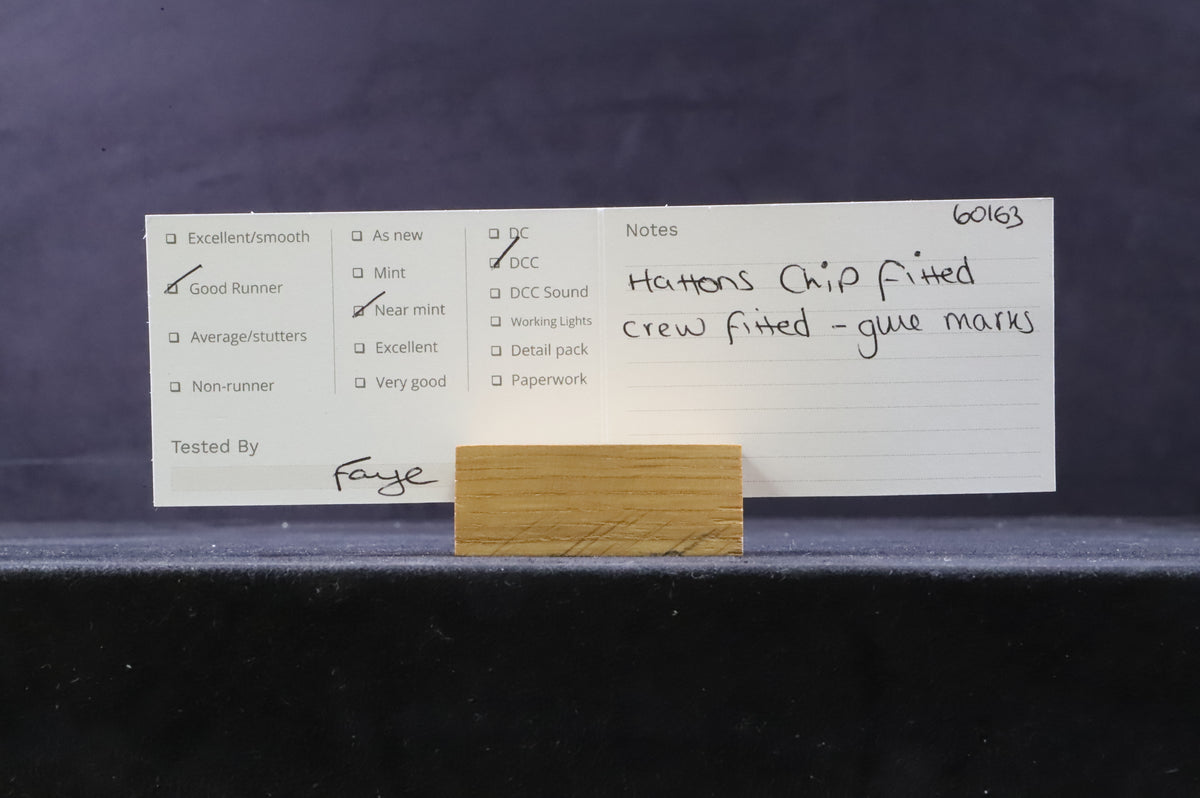 ☐ Excellent/smooth
☑ Good Runner
☐ Average/stutters
☐ Non-runner
☐ As new
☐ Mint
☑ Near mint
☐ Excellent
☐ Very good
☐ DC
☑ DCC
☐ DCC Sound
☐ Working Lights
☐ Detail pack
☐ Paperwork
Tested By
Faye
60163
Notes
Hattons Chip fitted
crew fitted - glue marks